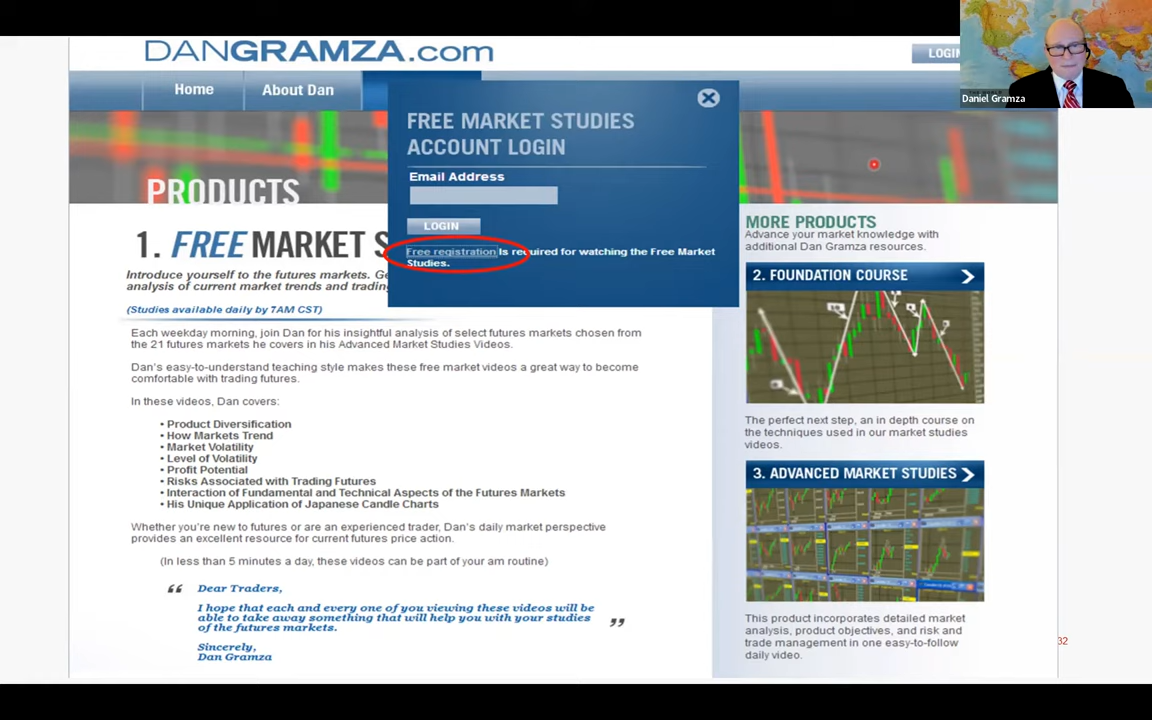 DANGRAMZA.com
LOGIN
Daniel Gramza
Home
About Dan
FREE MARKET STUDIES
ACCOUNT LOGIN
Email Address
LOGIN
Free registration Is required for watching the Free Market
Studies.
PRODUCTS
1. FREE MARKET S
Introduce yourself to the futures markets. Ge
analysis of current market trends and trading
(Studies available daily by 7AM CST)
Each weekday morning, join Dan for his insightful analysis of select futures markets chosen from
the 21 futures markets he covers in his Advanced Market Studies Videos.
Dan's easy-to-understand teaching style makes these free market videos a great way to become
comfortable with trading futures.
In these videos, Dan covers:
• Product Diversification
• How Markets Trend
• Market Volatility
• Level of Volatility
• Profit Potential
• Risks Associated with Trading Futures
• Interaction of Fundamental and Technical Aspects of the Futures Markets
• His Unique Application of Japanese Candle Charts
Whether you're new to futures or are an experienced trader, Dan's daily market perspective
provides an excellent resource for current futures price action.
(In less than 5 minutes a day, these videos can be part of your am routine)
“ Dear Traders,
I hope that each and every one of you viewing these videos will be
able to take away something that will help you with your studies
of the futures markets. ”
Sincerely,
Dan Gramza
MORE PRODUCTS
Advance your market knowledge with
additional Dan Gramza resources.
2. FOUNDATION COURSE
The perfect next step, an in depth course on
the techniques used in our market studies
videos.
3. ADVANCED MARKET STUDIES
This product incorporates detailed market
analysis, product objectives, and risk and
trade management in one easy-to-follow
daily video.
32